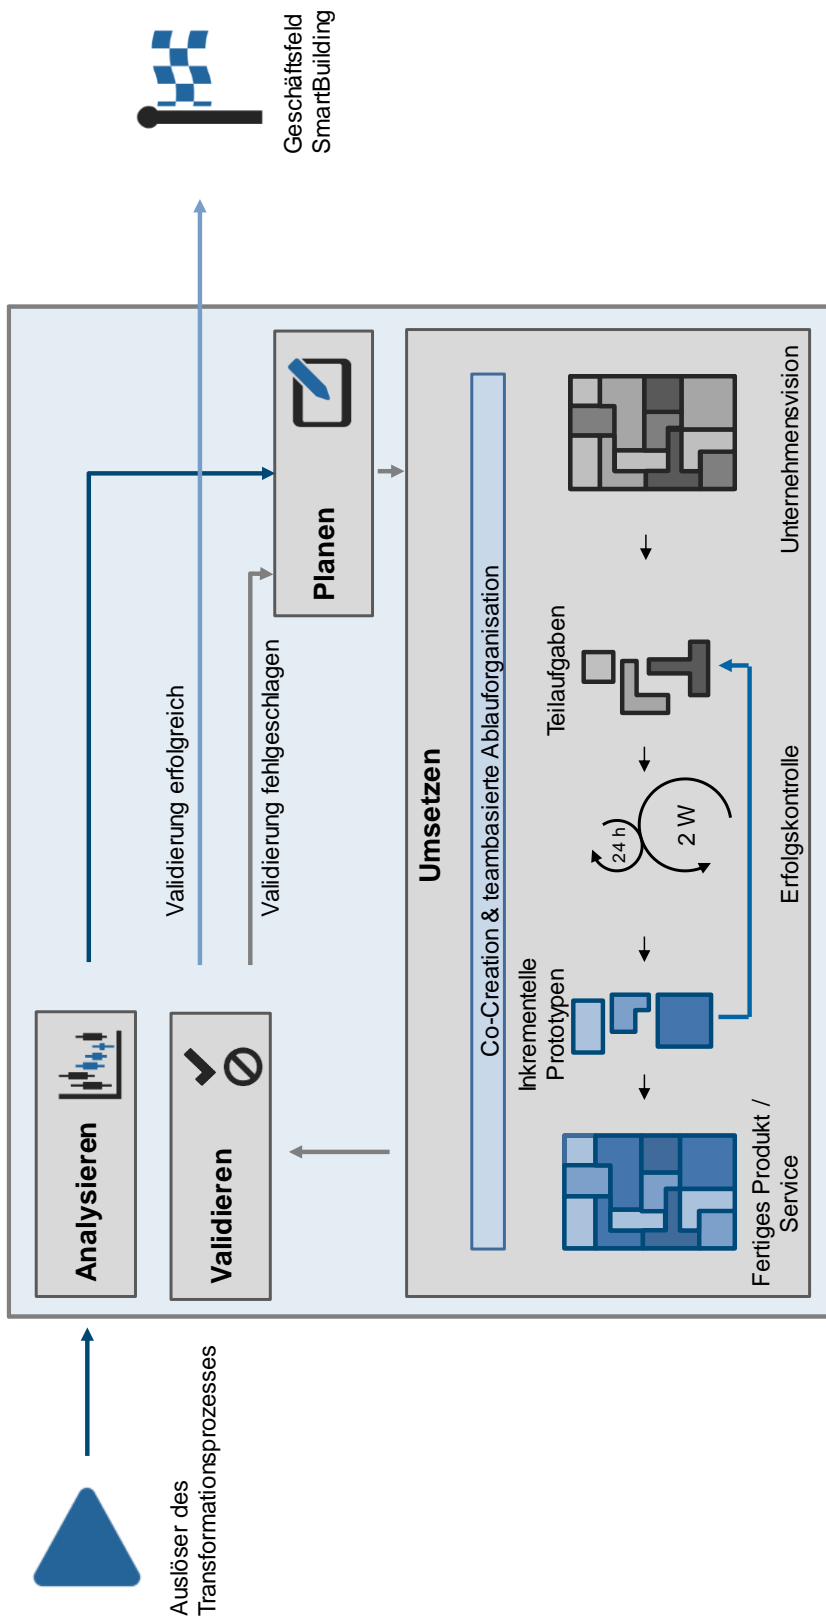 Auslöser des
Transformationsprozesses
Analysieren
Validieren
Validierung erfolgreich
Validierung fehlgeschlagen
Planen
Geschäftsfeld
SmartBuilding
Umsetzen
Co-Creation & teambasierte Ablauforganisation
Inkrementelle
Prototypen
24 h
2 W
Teilaufgaben
Fertiges Produkt /
Service
Erfolgskontrolle
Unternehmensvision